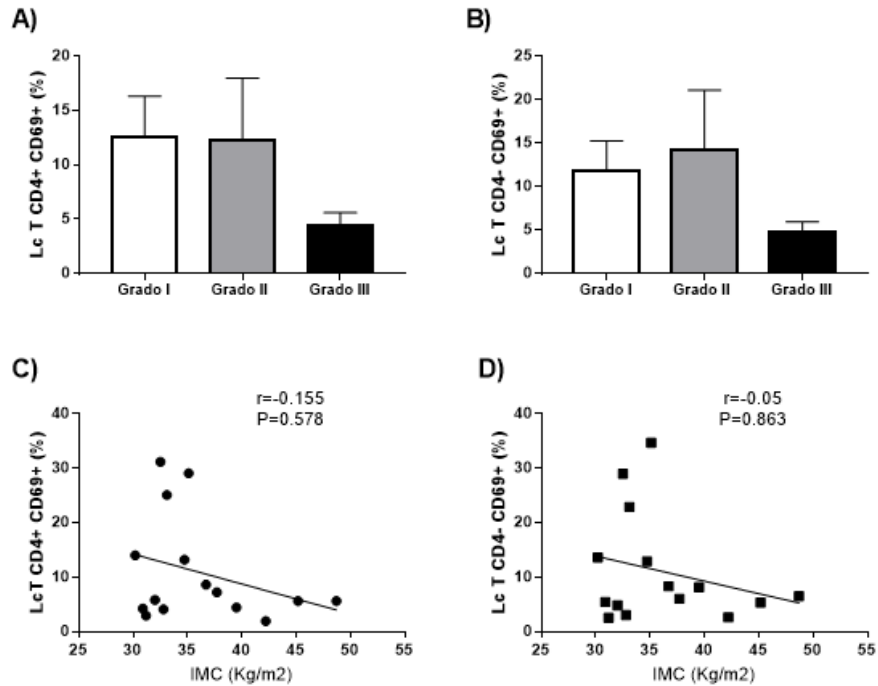 A)
Lc T CD4+ CD69+ (%)
20
15
10
5
0
Grado I Grado II Grado III
B)
Lc T CD4- CD69+ (%)
25
20
15
10
5
0
Grado I Grado II Grado III
C)
r=-0.155
P=0.578
LcT CD4+ CD69+ (%)
40
30
20
10
0
25 30 35 40 45 50 55
IMC (Kg/m2)
D)
r=-0.05
P=0.863
Lc T CD4- CD69+ (%)
40
30
20
10
0
25 30 35 40 45 50 55
IMC (Kg/m2)